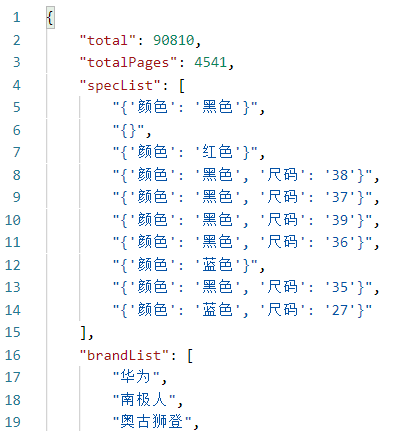 1 {
2 "total": 90810,
3 "totalPages": 4541,
4 "specList": [
5 "{'颜色': '黑色'}",
6 "{}",
7 "{'颜色': '红色'}",
8 "{'颜色': '黑色', '尺码': '38'}",
9 "{'颜色': '黑色', '尺码': '37'}",
10 "{'颜色': '黑色', '尺码': '39'}",
11 "{'颜色': '黑色', '尺码': '36'}",
12 "{'颜色': '蓝色'}",
13 "{'颜色': '黑色', '尺码': '35'}",
14 "{'颜色': '蓝色', '尺码': '27'}"
15 ],
16 "brandList": [
17 "华为",
18 "南极人",
19 "奥古狮登",